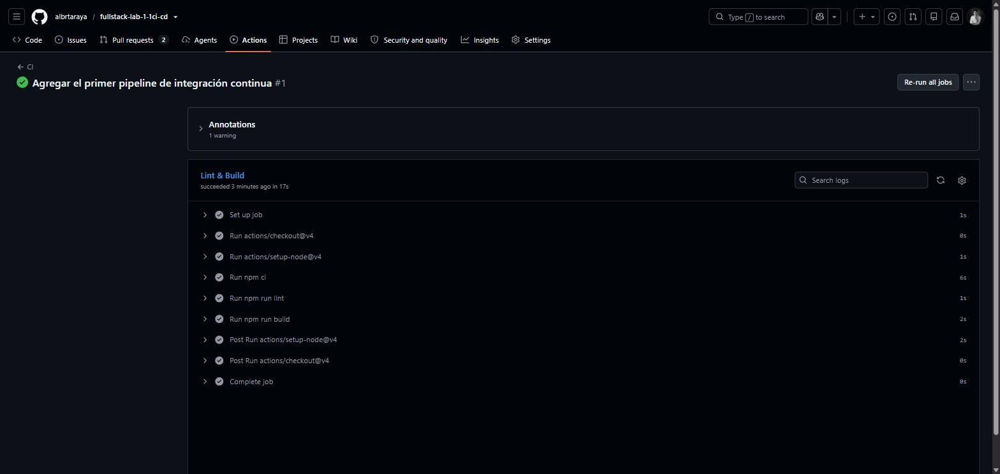 albrtaraya / fullstack-lab-1-1ci-cd
Type / to search
Code Issues Pull requests 2 Agents Actions Projects Wiki Security and quality Insights Settings
CI
Agregar el primer pipeline de integración continua #1
Re-run all jobs
Annotations
1 warning
Lint & Build
succeeded 3 minutes ago in 17s
Search logs
Set up job 1s
Run actions/checkout@v4 0s
Run actions/setup-node@v4 1s
Run npm ci 6s
Run npm run lint 1s
Run npm run build 2s
Post Run actions/setup-node@v4 2s
Post Run actions/checkout@v4 0s
Complete job 0s